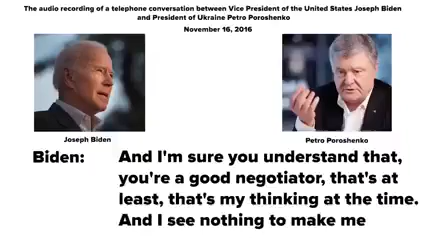 The audio recording of a telephone conversation between Vice President of the United States Joseph Biden
and President of Ukraine Petro Poroshenko
November 16, 2016
Joseph Biden
Petro Poroshenko
Biden:
And I'm sure you understand that,
you're a good negotiator, that's at
least, that's my thinking at the time.
And I see nothing to make me